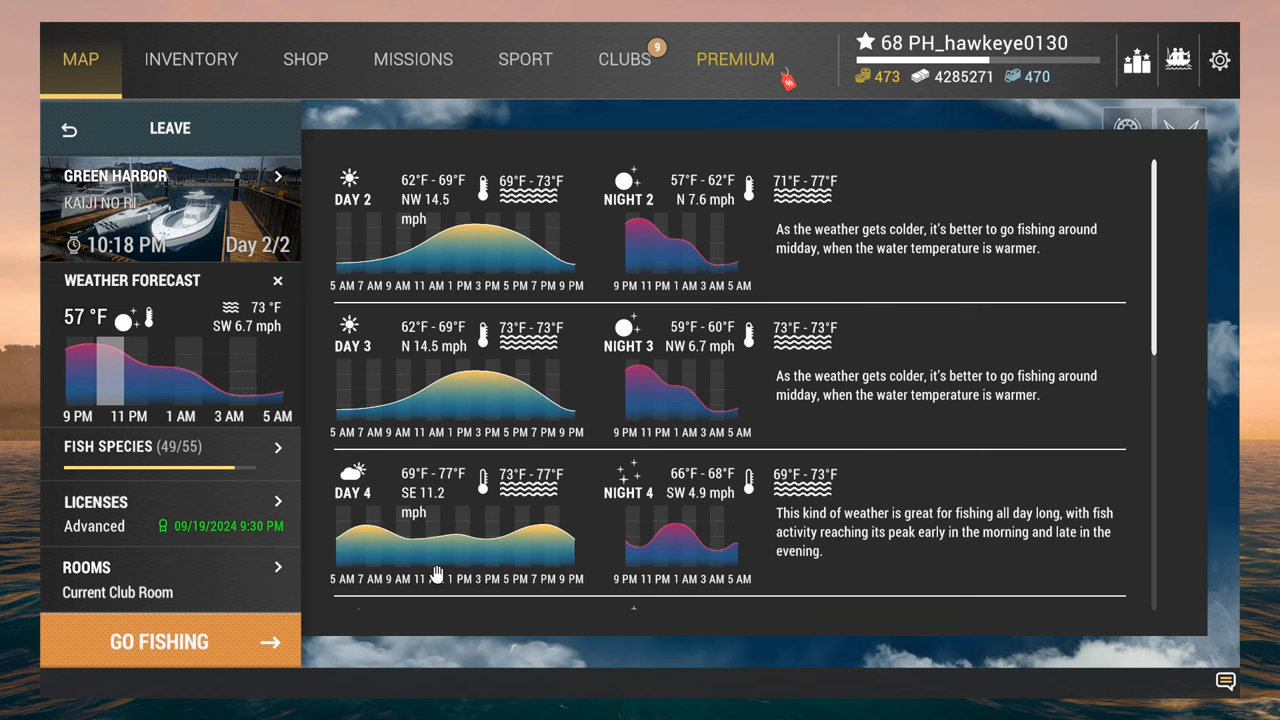 MAP
INVENTORY
SHOP
MISSIONS
SPORT
CLUBS
9
PREMIUM
%
68 PH_hawkeye0130
473
4285271
470
LEAVE
GREEN HARBOR
KAIJI NO RI
10:18 PM
Day 2/2
WEATHER FORECAST
57 °F
73 °F
SW 6.7 mph
9 PM 11 PM 1 AM 3 AM 5 AM
FISH SPECIES (49/55)
LICENSES
Advanced
09/19/2024 9:30 PM
ROOMS
Current Club Room
GO FISHING
DAY 2
62°F - 69°F
NW 14.5
mph
69°F - 73°F
5 AM 7 AM 9 AM 11 AM 1 PM 3 PM 5 PM 7 PM 9 PM
NIGHT 2
57°F - 62°F
N 7.6 mph
71°F - 77°F
9 PM 11 PM 1 AM 3 AM 5 AM
As the weather gets colder, it's better to go fishing around
midday, when the water temperature is warmer.
DAY 3
62°F - 69°F
N 14.5 mph
73°F - 73°F
5 AM 7 AM 9 AM 11 AM 1 PM 3 PM 5 PM 7 PM 9 PM
NIGHT 3
59°F - 60°F
NW 6.7 mph
73°F - 73°F
9 PM 11 PM 1 AM 3 AM 5 AM
As the weather gets colder, it's better to go fishing around
midday, when the water temperature is warmer.
DAY 4
69°F - 77°F
SE 11.2
mph
73°F - 77°F
5 AM 7 AM 9 AM 11 AM 1 PM 3 PM 5 PM 7 PM 9 PM
NIGHT 4
66°F - 68°F
SW 4.9 mph
69°F - 73°F
9 PM 11 PM 1 AM 3 AM 5 AM
This kind of weather is great for fishing all day long, with fish
activity reaching its peak early in the morning and late in the
evening.